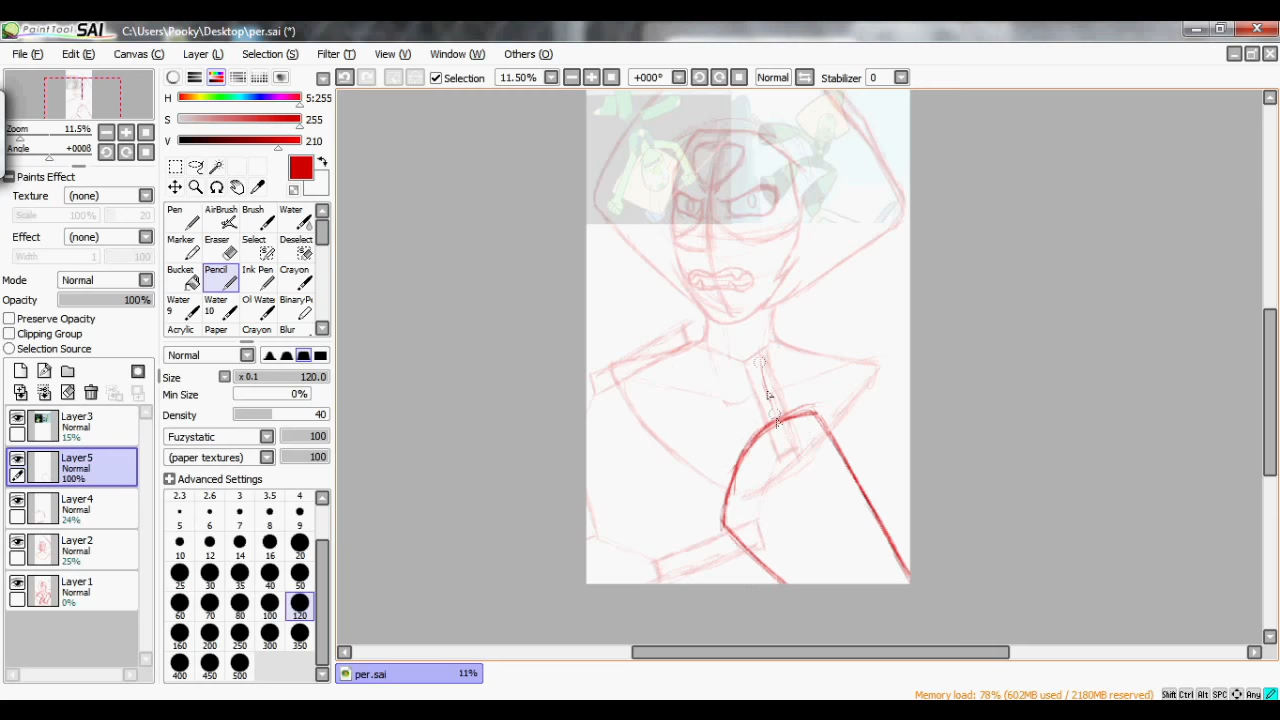 PaintTool SAI C:\Users\Pooky\Desktop\per.sai (*)
File (F) Edit (E) Canvas (C) Layer (L) Selection (S) Filter (T) View (V) Window (W) Others (O)
Selection 11.50% +000° Normal Stabilizer 0
Zoom 11.5%
Angle +000δ
Paints Effect
Texture (none)
Scale 100% 20
Effect (none)
Width 1 100
Mode Normal
Opacity 100%
Preserve Opacity
Clipping Group
Selection Source
Layer3
Normal
15%
Layer5
Normal
100%
Layer4
Normal
24%
Layer2
Normal
25%
Layer1
Normal
0%
H 5:255
S 255
V 210
Pen AirBrush Brush Water
Marker Eraser Select Deselect
Bucket Pencil Ink Pen Crayon
Water 9 Water 10 Oil Water BinaryPe
Acrylic Paper Crayon Blur
Normal
Size x 0.1 120.0
Min Size 0%
Density 40
Fuzystatic 100
(paper textures) 100
Advanced Settings
2.3 2.6 3 3.5 4
5 6 7 8 9
10 12 14 16 20
25 30 35 40 50
60 70 80 100 120
160 200 250 300 350
400 450 500
per.sai 11%
Memory load: 78% (602MB used / 2180MB reserved) Shift Ctrl Alt SPC Any